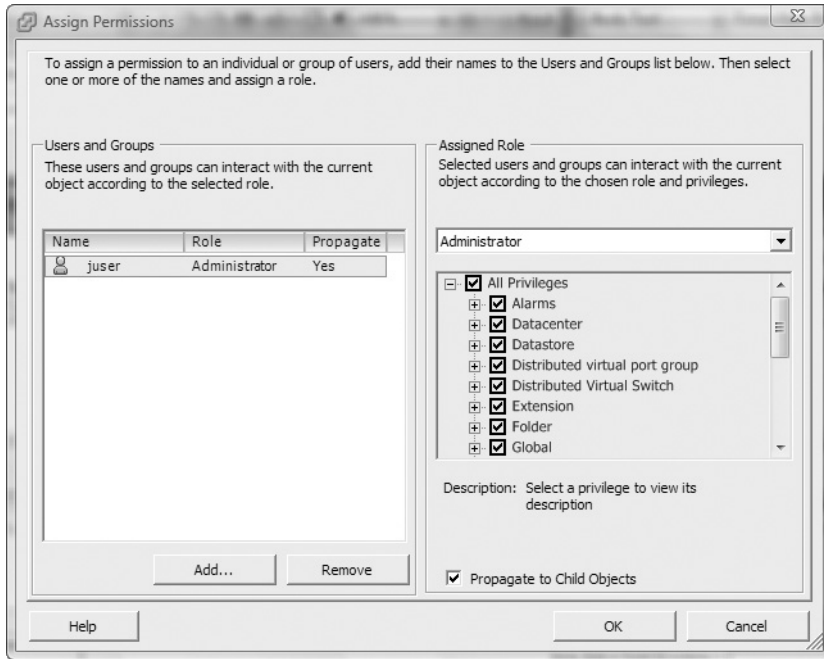 Assign Permissions
To assign a permission to an individual or group of users, add their names to the Users and Groups list below. Then select
one or more of the names and assign a role.
Users and Groups
These users and groups can interact with the current
object according to the selected role.
Name Role Propagate
juser Administrator Yes
Add...
Remove
Assigned Role
Selected users and groups can interact with the current
object according to the chosen role and privileges.
Administrator
All Privileges
Alarms
Datacenter
Datastore
Distributed virtual port group
Distributed Virtual Switch
Extension
Folder
Global
Description: Select a privilege to view its
description
Propagate to Child Objects
Help
OK
Cancel